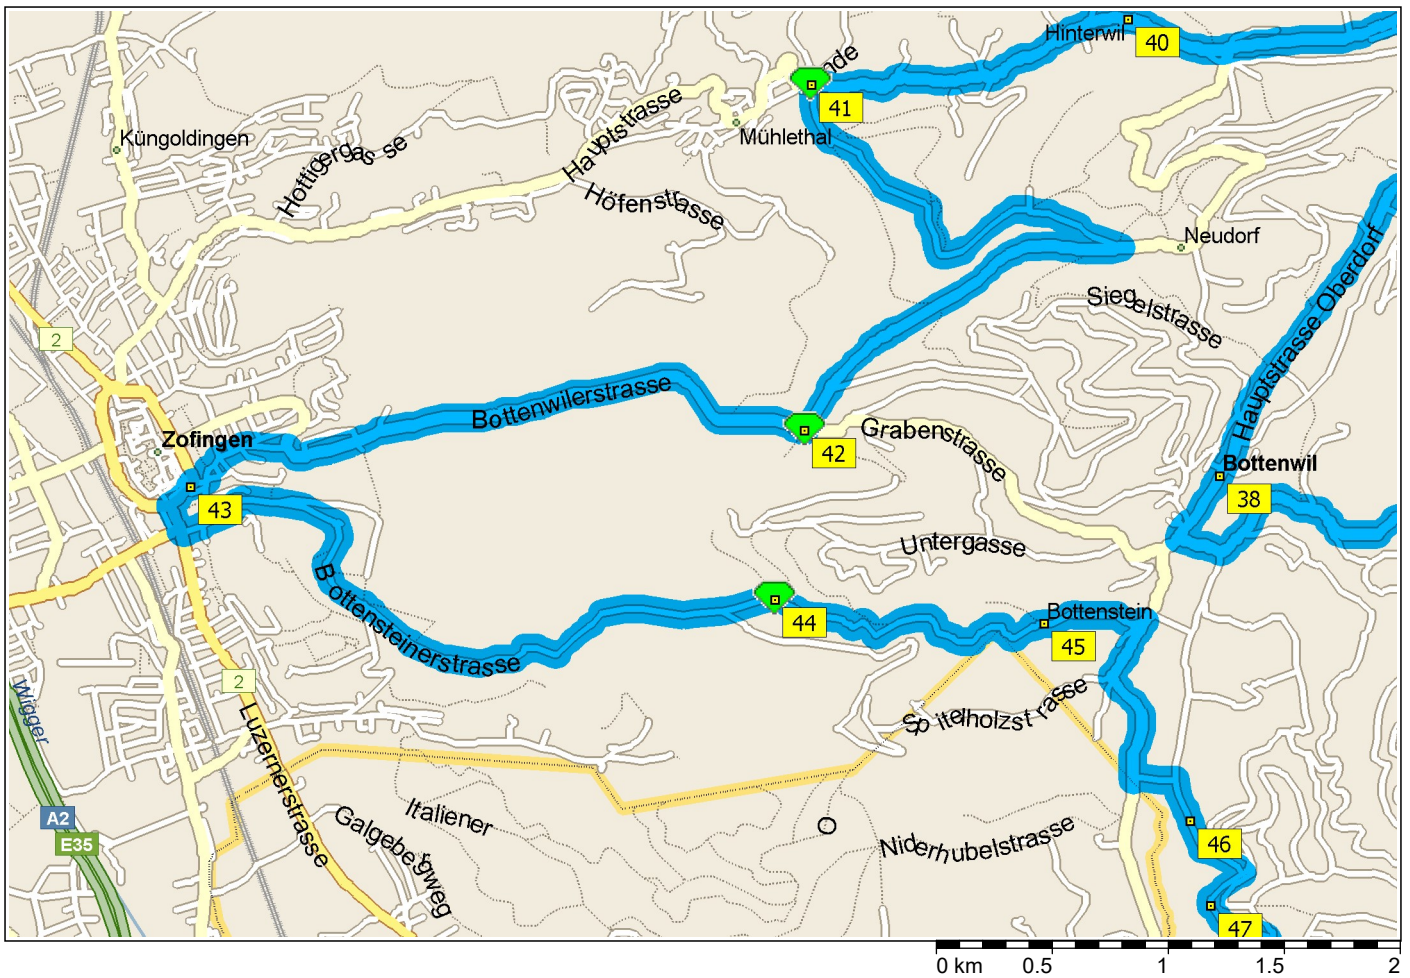 Hinterwil
40
nde
41
Küngoldingen
Mühlethal
Hottigergasse
Hauptstrasse
Höfenstrasse
Neudorf
Siegelstrasse
Hauptstrasse Oberdorf
2
Bottenwilerstrasse
Grabenstrasse
Zofingen
42
Bottenwil
38
43
Untergasse
Bottensteinerstrasse
44
Bottenstein
45
2
Wigger
Luzernerstrasse
Spitelholzstrasse
A2
E35
Italiener
Galgebergweg
Niderhubelstrasse
46
47
0 km 0.5 1 1.5 2